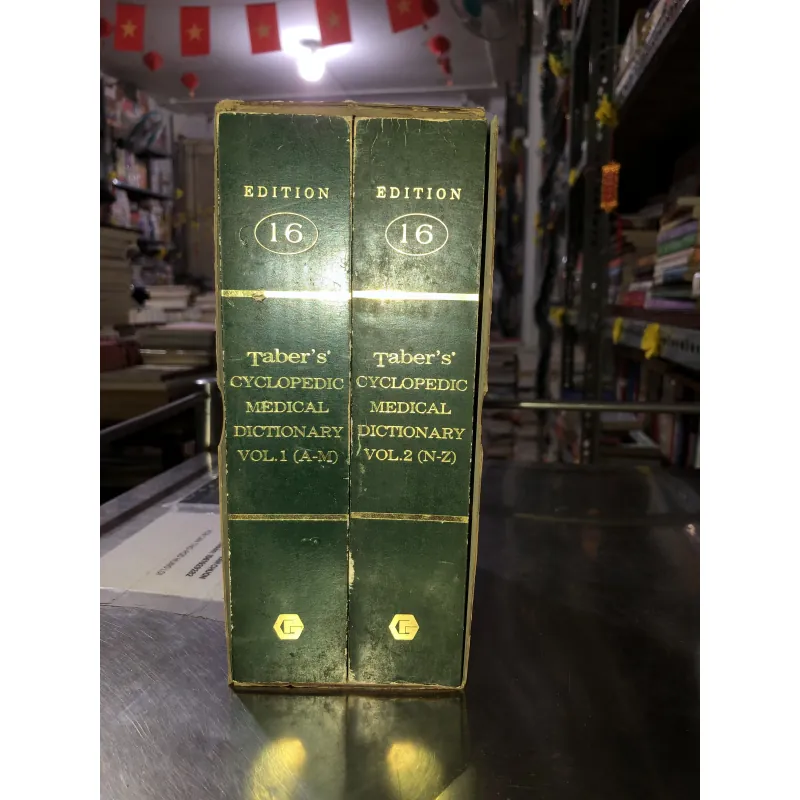 EDITION
16
Taber's®
CYCLOPEDIC
MEDICAL
DICTIONARY
VOL.1 (A-M)
EDITION
16
Taber's®
CYCLOPEDIC
MEDICAL
DICTIONARY
VOL.2 (N-Z)